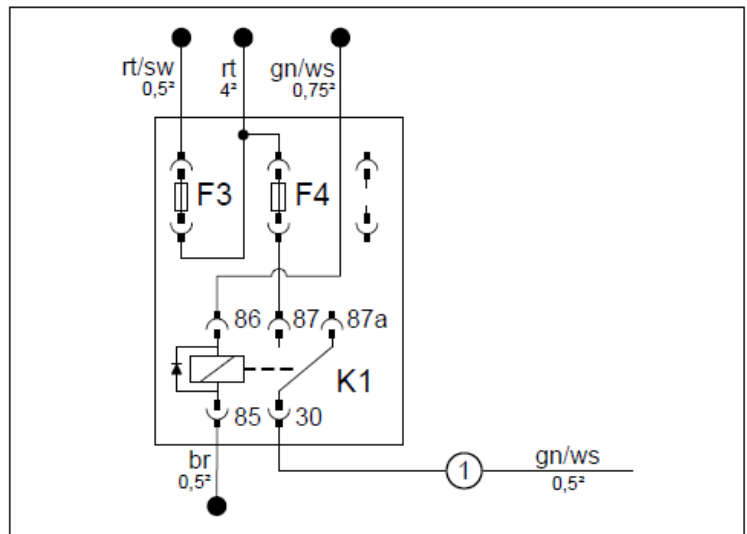 rt/sw
0,5²
rt
4²
gn/ws
0,75²
F3
F4
86
87
87a
K1
85
30
br
0,5²
1
gn/ws
0,5²